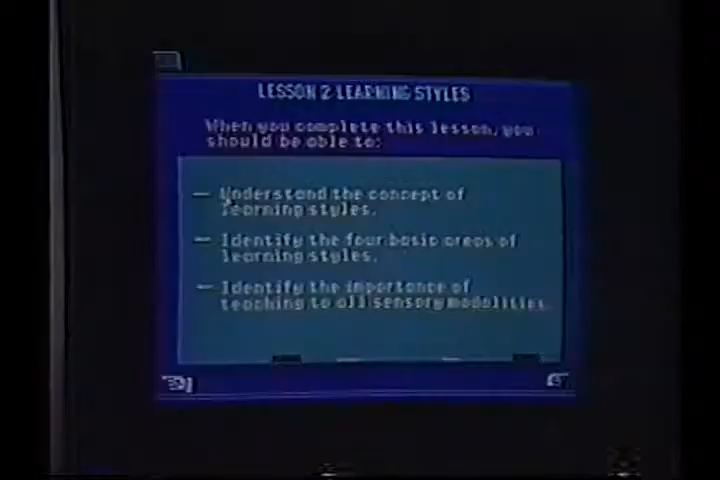 LESSON 2 LEARNING STYLES
When you complete this lesson, you
should be able to:
— Understand the concept of
learning styles.
— Identify the four basic areas of
learning styles.
— Identify the importance of
teaching to all sensory modalities.